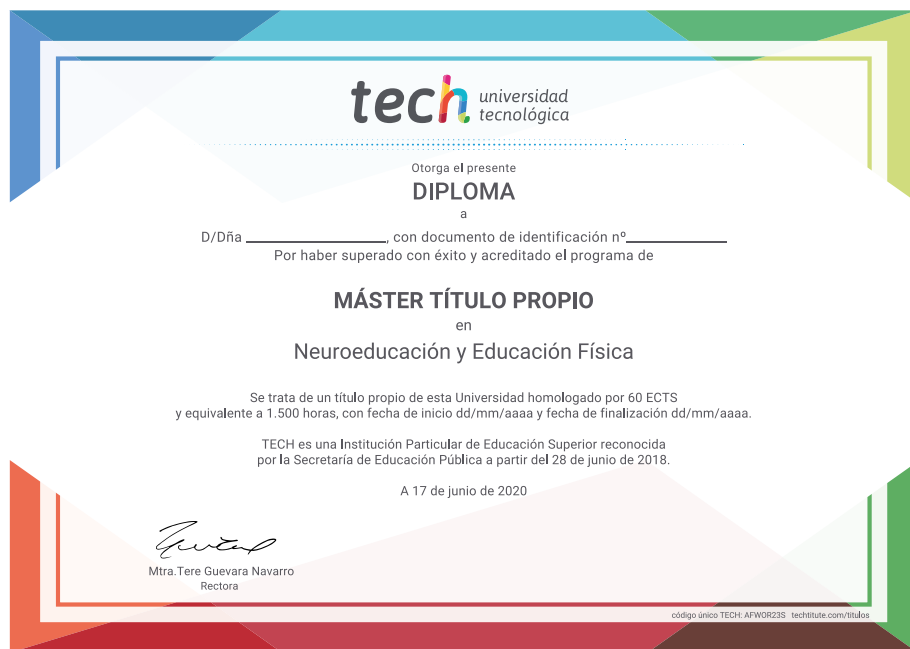 tech universidad
tecnológica
Otorga el presente
DIPLOMA
a
D/Dña ______________, con documento de identificación nº__________
Por haber superado con éxito y acreditado el programa de
MÁSTER TÍTULO PROPIO
en
Neuroeducación y Educación Física
Se trata de un título propio de esta Universidad homologado por 60 ECTS
y equivalente a 1.500 horas, con fecha de inicio dd/mm/aaaa y fecha de finalización dd/mm/aaaa.
TECH es una Institución Particular de Educación Superior reconocida
por la Secretaría de Educación Pública a partir del 28 de junio de 2018.
A 17 de junio de 2020
Mtra.Tere Guevara Navarro
Rectora
código único TECH: AFWOR23S techtitute.com/titulos